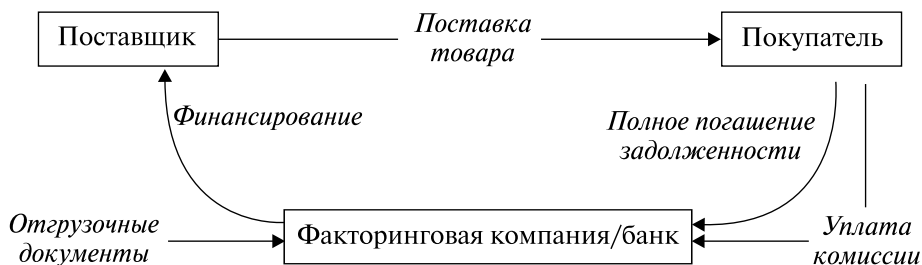 Поставщик
Поставка
товара
Покупатель
Финансирование
Полное погашение
задолженности
Отгрузочные
документы
Факторинговая компания/банк
Уплата
комиссии